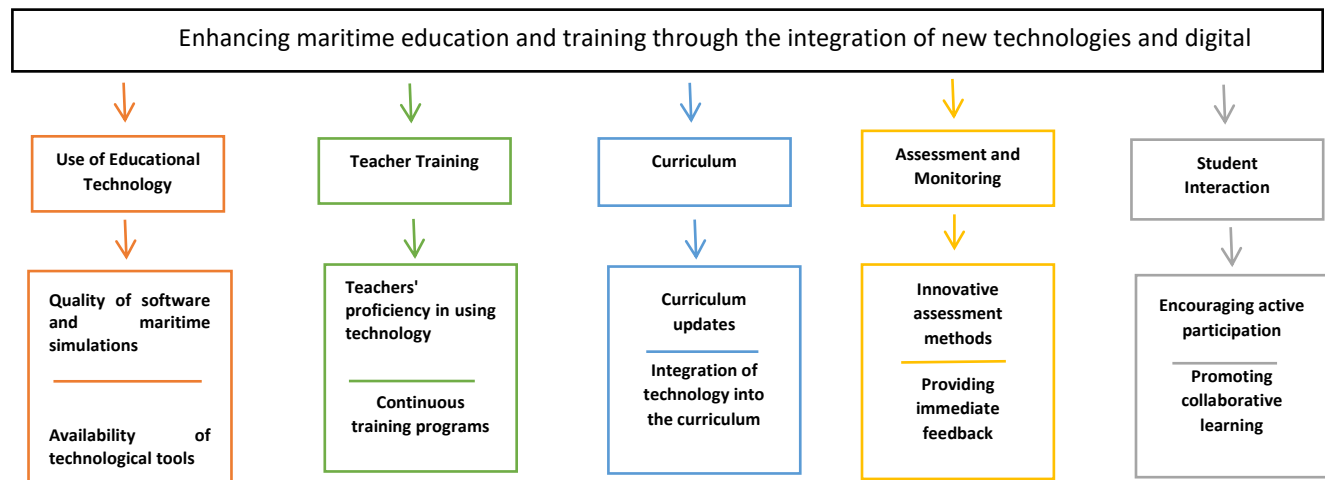 Enhancing maritime education and training through the integration of new technologies and digital
Use of Educational
Technology
Teacher Training
Curriculum
Assessment and
Monitoring
Student
Interaction
Quality of software
and maritime
simulations
Availability of
technological tools
Teachers'
proficiency in using
technology
Continuous
training programs
Curriculum
updates
Integration of
technology into
the curriculum
Innovative
assessment
methods
Providing
immediate
feedback
Encouraging active
participation
Promoting
collaborative
learning